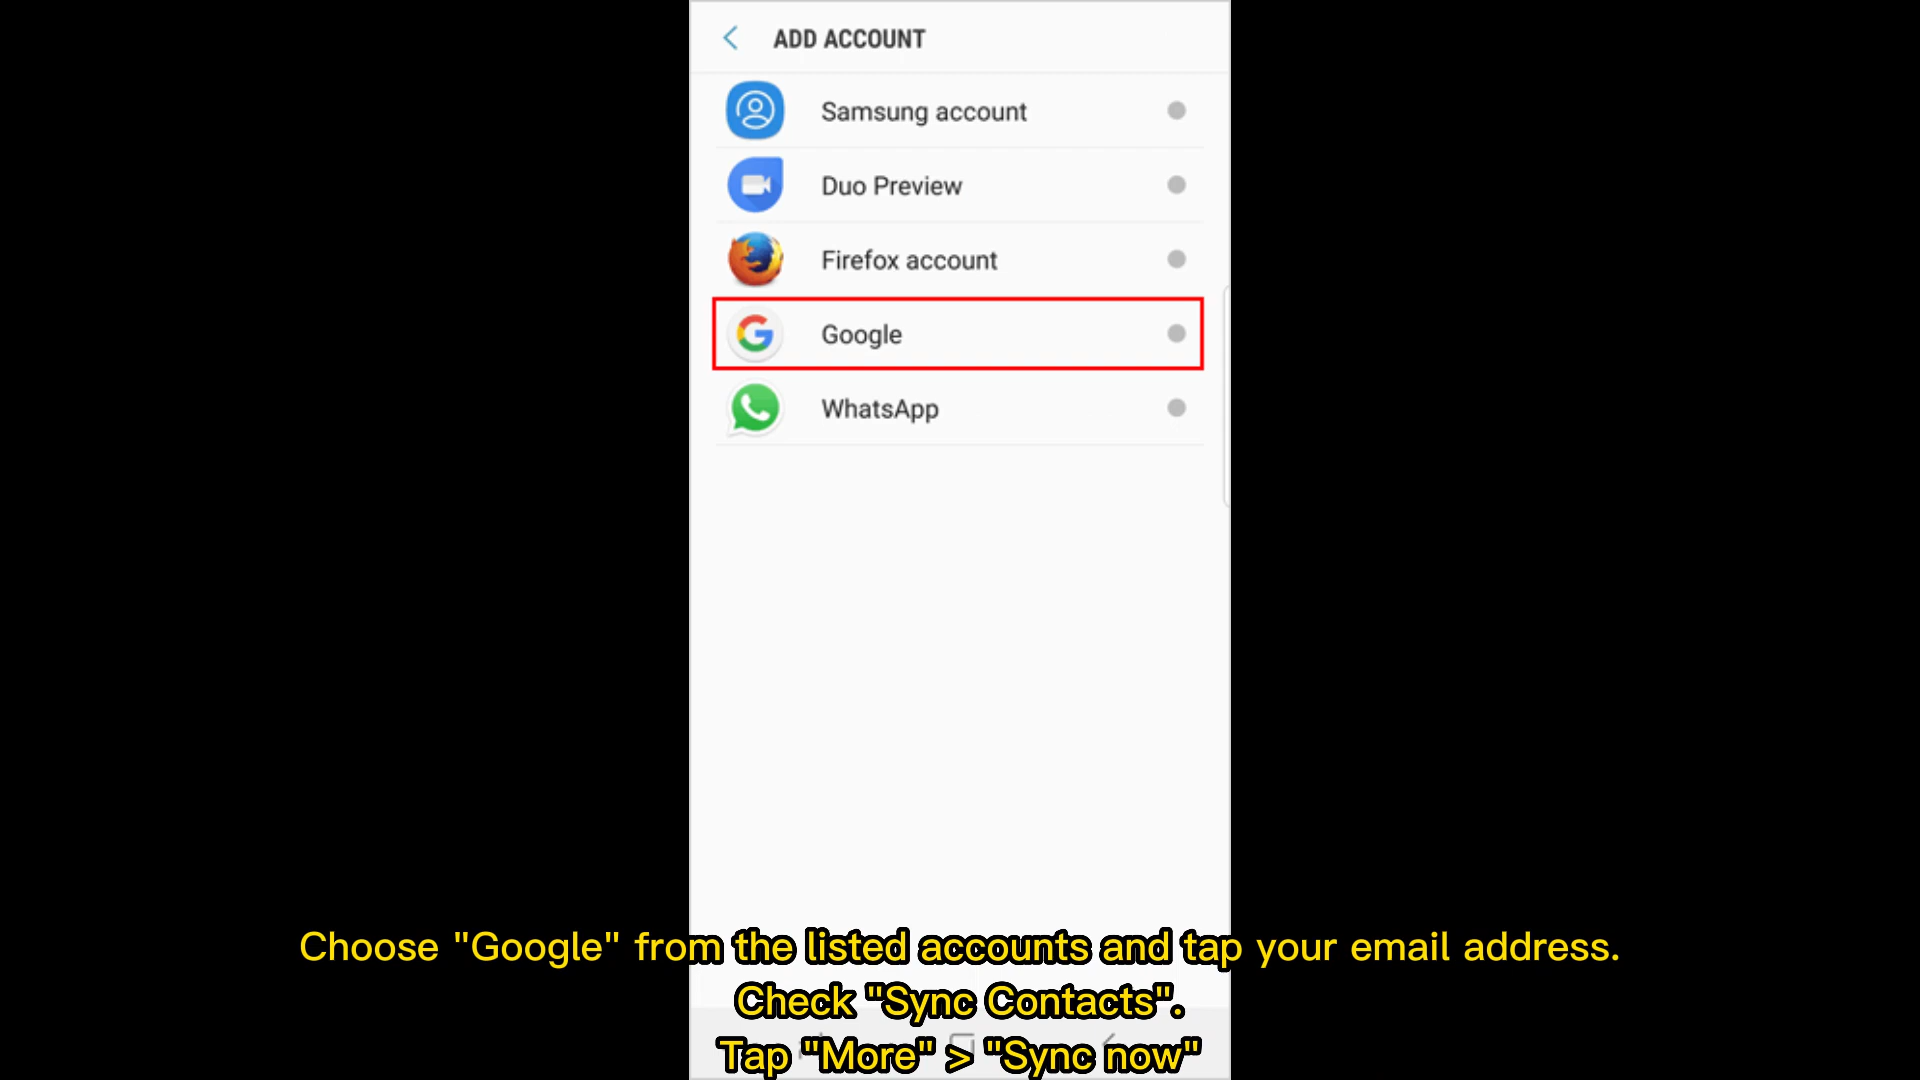 ADD ACCOUNT
Samsung account
Duo Preview
Firefox account
Google
WhatsApp
Choose "Google" from the listed accounts and tap your email address.
Check "Sync Contacts".
Tap "More" > "Sync now"